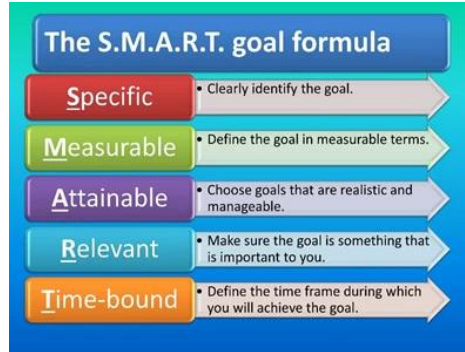 The S.M.A.R.T. goal formula
Specific
• Clearly identify the goal.
Measurable
• Define the goal in measurable terms.
Attainable
• Choose goals that are realistic and
manageable.
Relevant
• Make sure the goal is something that
is important to you.
Time-bound
• Define the time frame during which
you will achieve the goal.